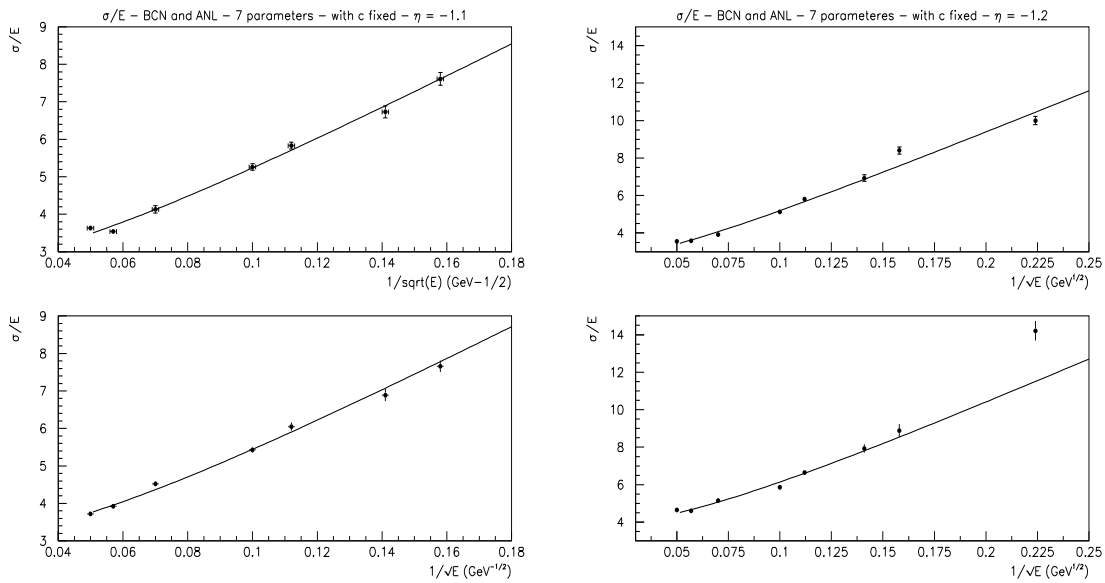 σ/E – BCN and ANL – 7 parameters – with c fixed – η = –1.1
σ/E
9
8
7
6
5
4
3
0.04 0.06 0.08 0.1 0.12 0.14 0.16 0.18
1/sqrt(E) (GeV–1/2)
σ/E – BCN and ANL – 7 parameteres – with c fixed – η = –1.2
σ/E
14
12
10
8
6
4
0.05 0.075 0.1 0.125 0.15 0.175 0.2 0.225 0.25
1/√E (GeV^1/2)
σ/E
9
8
7
6
5
4
3
0.04 0.06 0.08 0.1 0.12 0.14 0.16 0.18
1/√E (GeV^-1/2)
σ/E
14
12
10
8
6
4
0.05 0.075 0.1 0.125 0.15 0.175 0.2 0.225 0.25
1/√E (GeV^1/2)